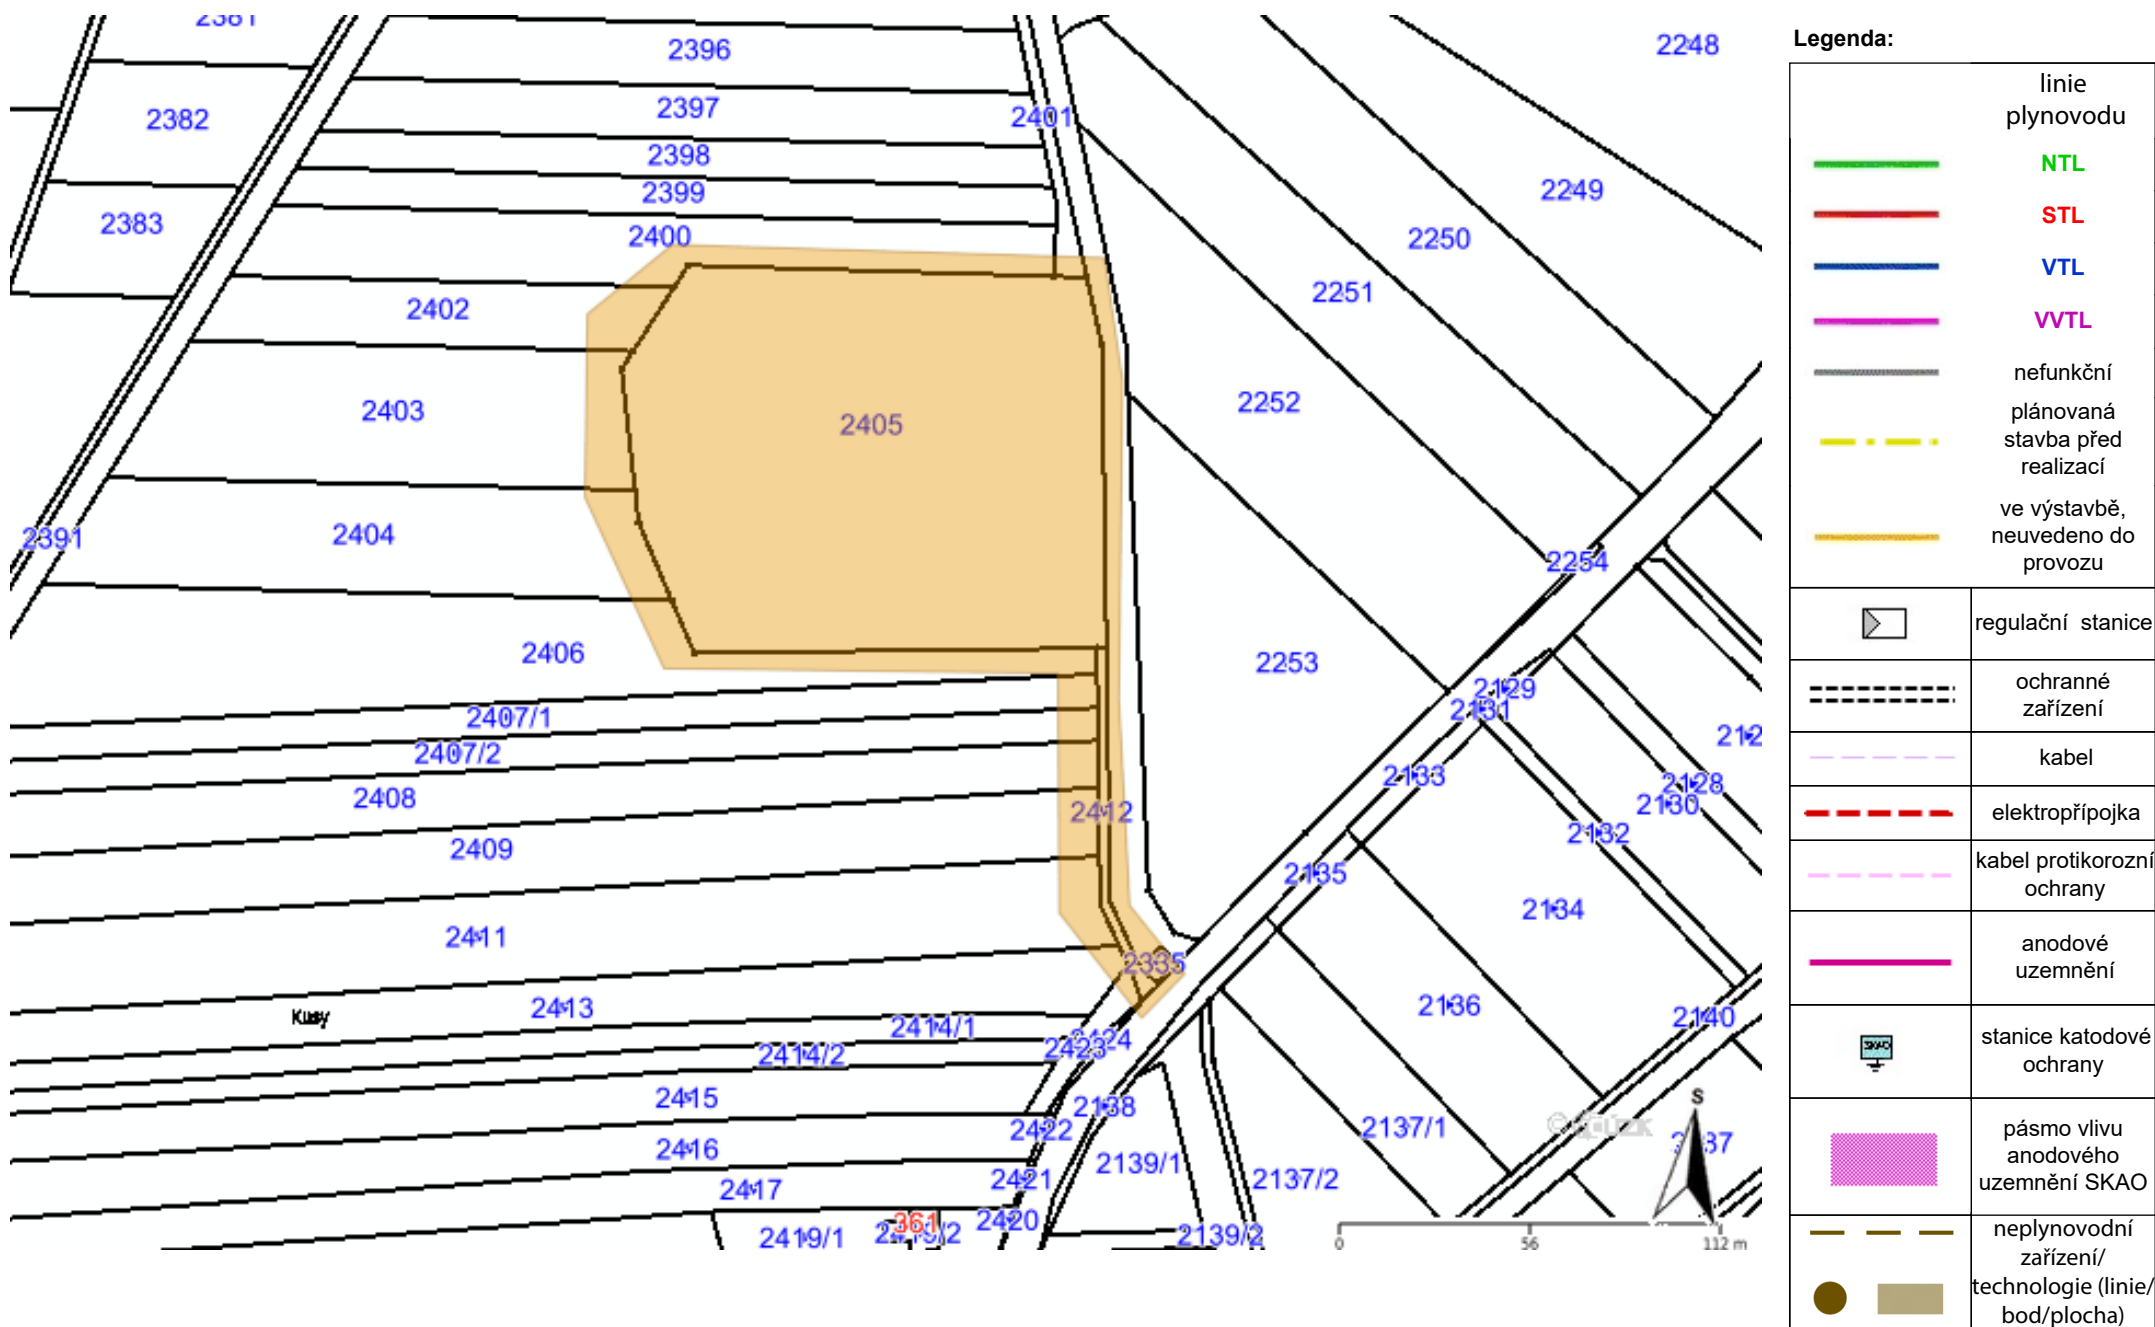 2381
2396
2248
2382
2397
2401
2398
2249
2383
2399
2400
2250
2402
2251
2403
2405
2252
2391
2404
2254
2406
2253
2129
2131
2407/1
2407/2
2133
2128
2130
2408
2412
2132
2409
2135
2134
2411
2335
2413
2136
Kusy
2414/1
2140
2414/2
2423
2415
2138
2422
2137/1
2416
2139/1
2421
2137/2
2417
361
2420
2419/1
2139/2
S
0 56 112 m
Legenda:
linie
plynovodu
NTL
STL
VTL
VVTL
nefunkční
plánovaná
stavba před
realizací
ve výstavbě,
neuvedeno do
provozu
regulační stanice
ochranné
zařízení
kabel
elektropřípojka
kabel protikorozní
ochrany
anodové
uzemnění
SKAO
stanice katodové
ochrany
pásmo vlivu
anodového
uzemnění SKAO
neplynovodní
zařízení/
technologie (linie/
bod/plocha)